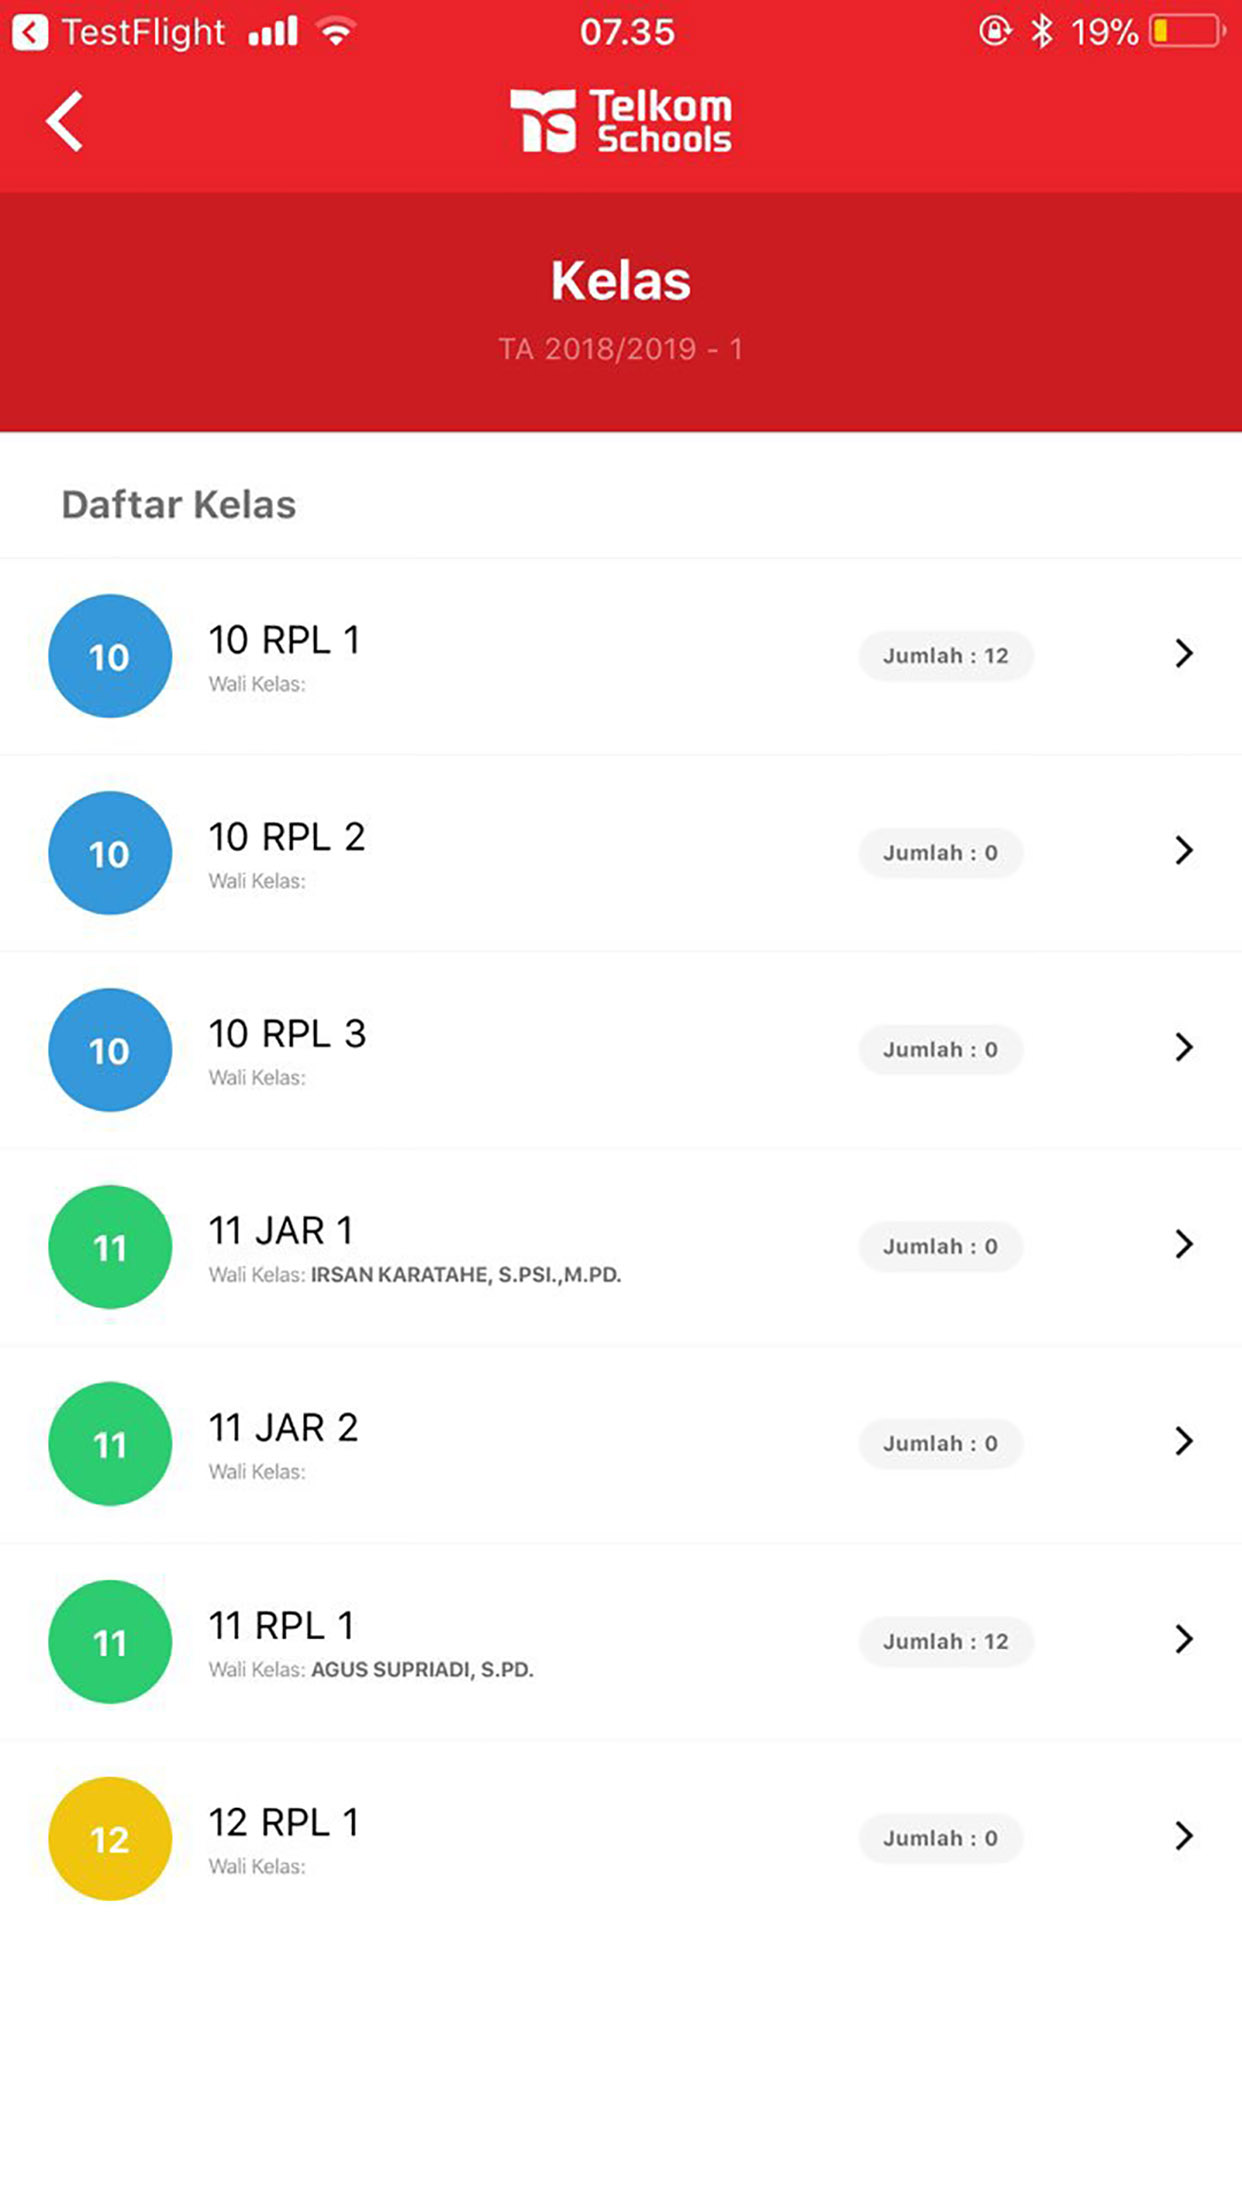 TestFlight 07.35 19%
Telkom
Schools
Kelas
TA 2018/2019 - 1
Daftar Kelas
10 10 RPL 1 Jumlah : 12
Wali Kelas:
10 10 RPL 2 Jumlah : 0
Wali Kelas:
10 10 RPL 3 Jumlah : 0
Wali Kelas:
11 11 JAR 1 Jumlah : 0
Wali Kelas: IRSAN KARATAHE, S.PSI.,M.PD.
11 11 JAR 2 Jumlah : 0
Wali Kelas:
11 11 RPL 1 Jumlah : 12
Wali Kelas: AGUS SUPRIADI, S.PD.
12 12 RPL 1 Jumlah : 0
Wali Kelas: